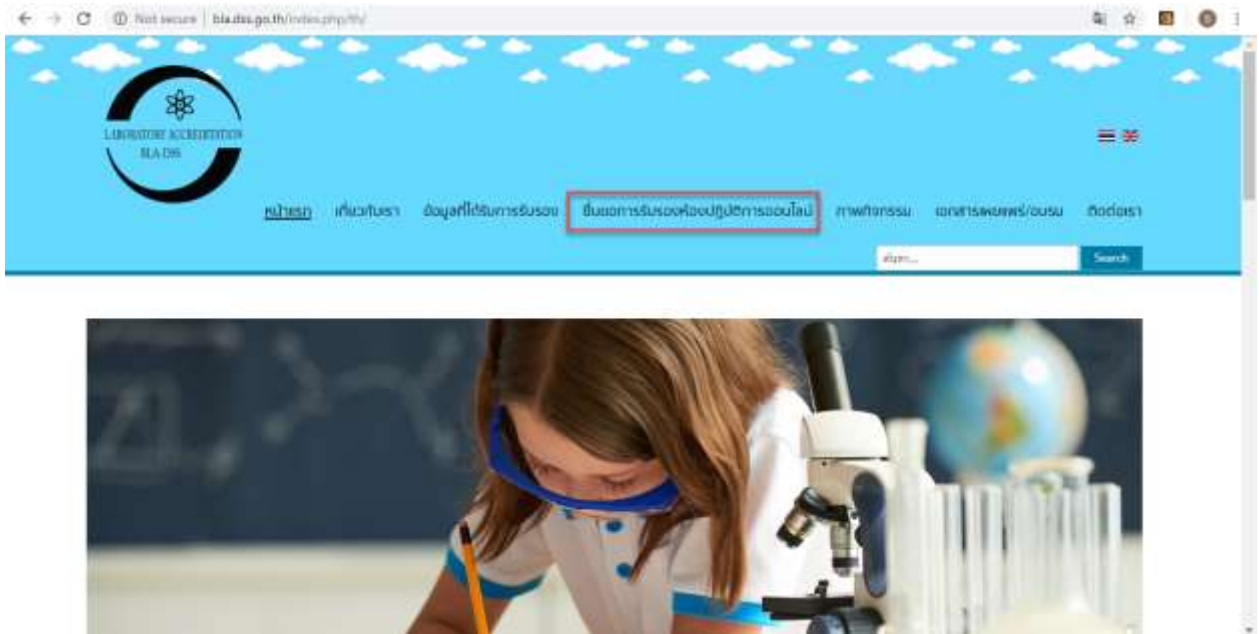 Not secure | bla.dss.go.th/index.php/th/
LABORATORY ACCREDITATION
BLA-DSS
หน้าแรก เกี่ยวกับเรา ข้อมูลที่ได้รับการรับรอง ยื่นขอการรับรองห้องปฏิบัติการออนไลน์ ภาพกิจกรรม เอกสารเผยแพร่/อบรม ติดต่อเรา
ค้นหา... Search